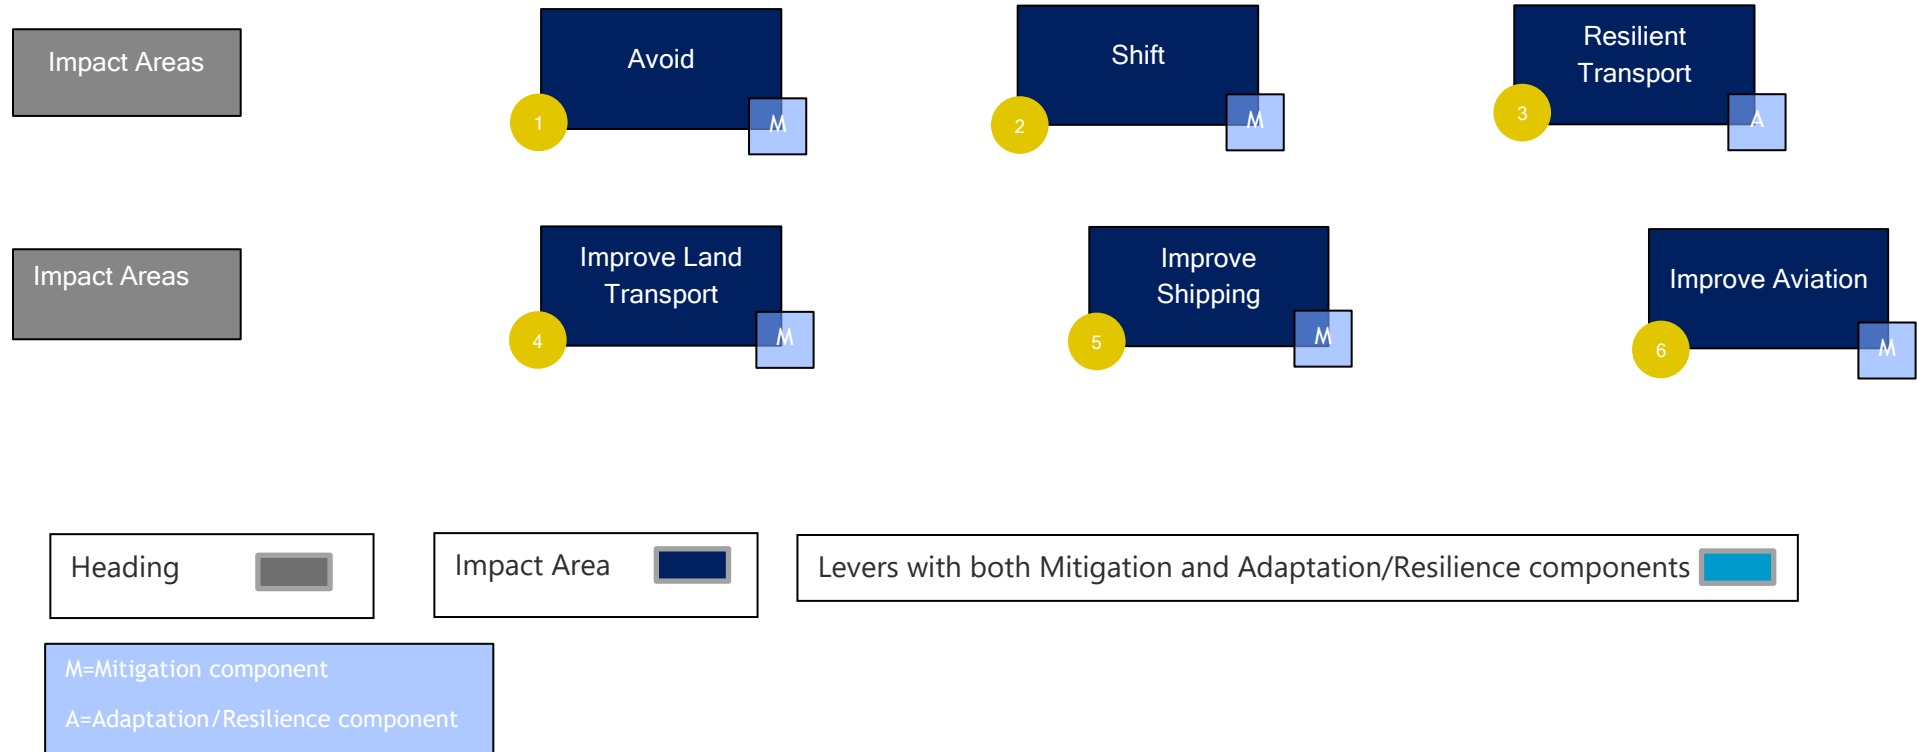 Impact Areas
Avoid
1
M
Shift
2
M
Resilient
Transport
3
A
Impact Areas
Improve Land
Transport
4
M
Improve
Shipping
5
M
Improve Aviation
6
M
Heading
Impact Area
Levers with both Mitigation and Adaptation/Resilience components
M=Mitigation component
A=Adaptation/Resilience component